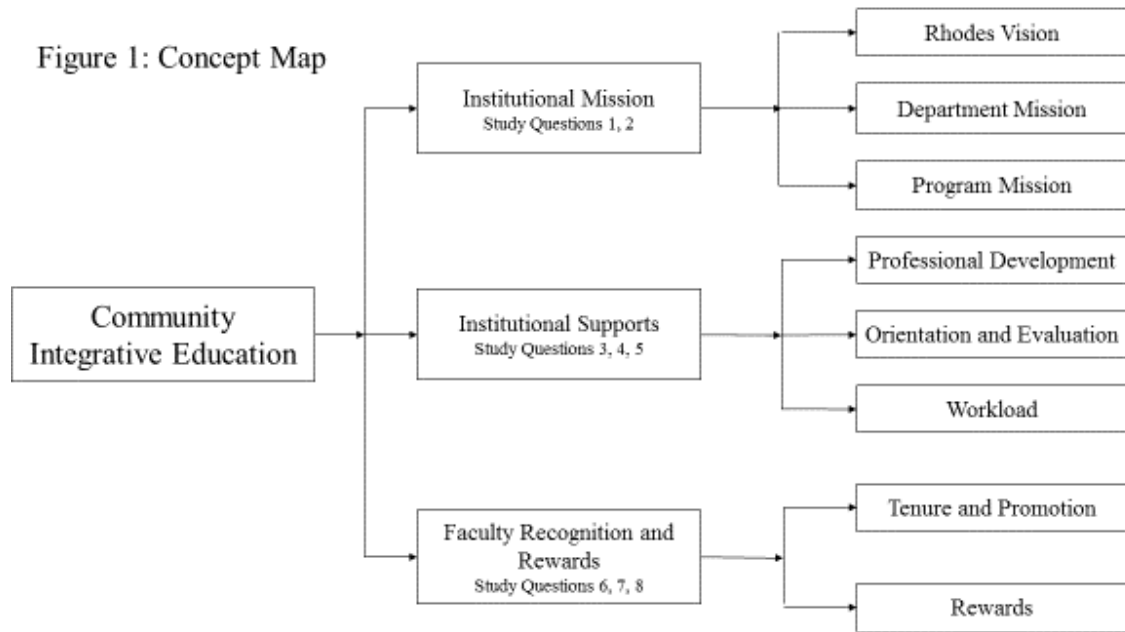 Figure 1: Concept Map
Community
Integrative Education
Institutional Mission
Study Questions 1, 2
Rhodes Vision
Department Mission
Program Mission
Institutional Supports
Study Questions 3, 4, 5
Professional Development
Orientation and Evaluation
Workload
Faculty Recognition and
Rewards
Study Questions 6, 7, 8
Tenure and Promotion
Rewards